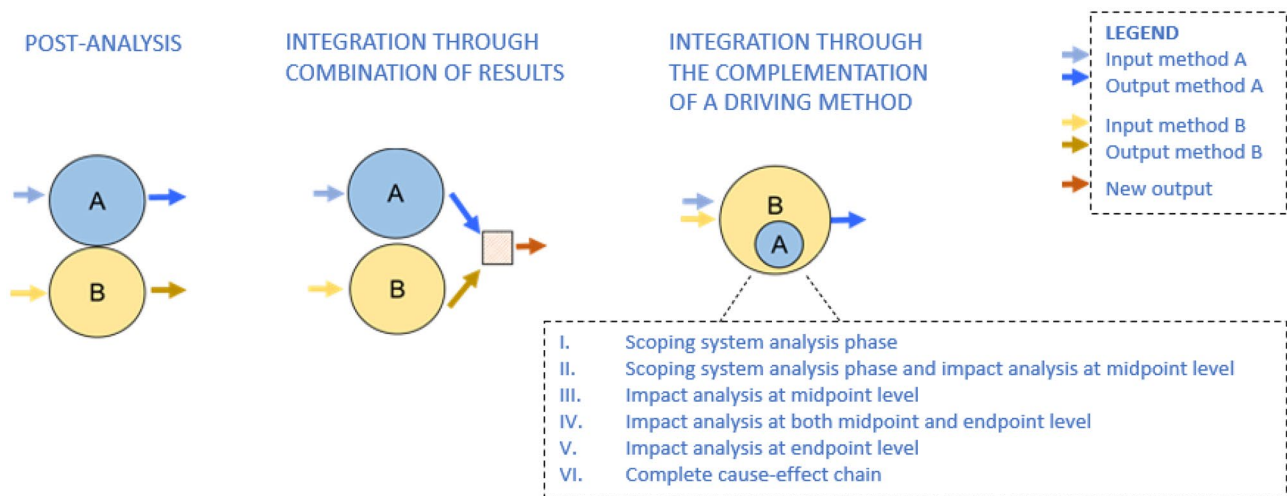 POST-ANALYSIS
INTEGRATION THROUGH
COMBINATION OF RESULTS
INTEGRATION THROUGH
THE COMPLEMENTATION
OF A DRIVING METHOD
LEGEND
Input method A
Output method A
Input method B
Output method B
New output
A
B
A
B
B
A
I. Scoping system analysis phase
II. Scoping system analysis phase and impact analysis at midpoint level
III. Impact analysis at midpoint level
IV. Impact analysis at both midpoint and endpoint level
V. Impact analysis at endpoint level
VI. Complete cause-effect chain